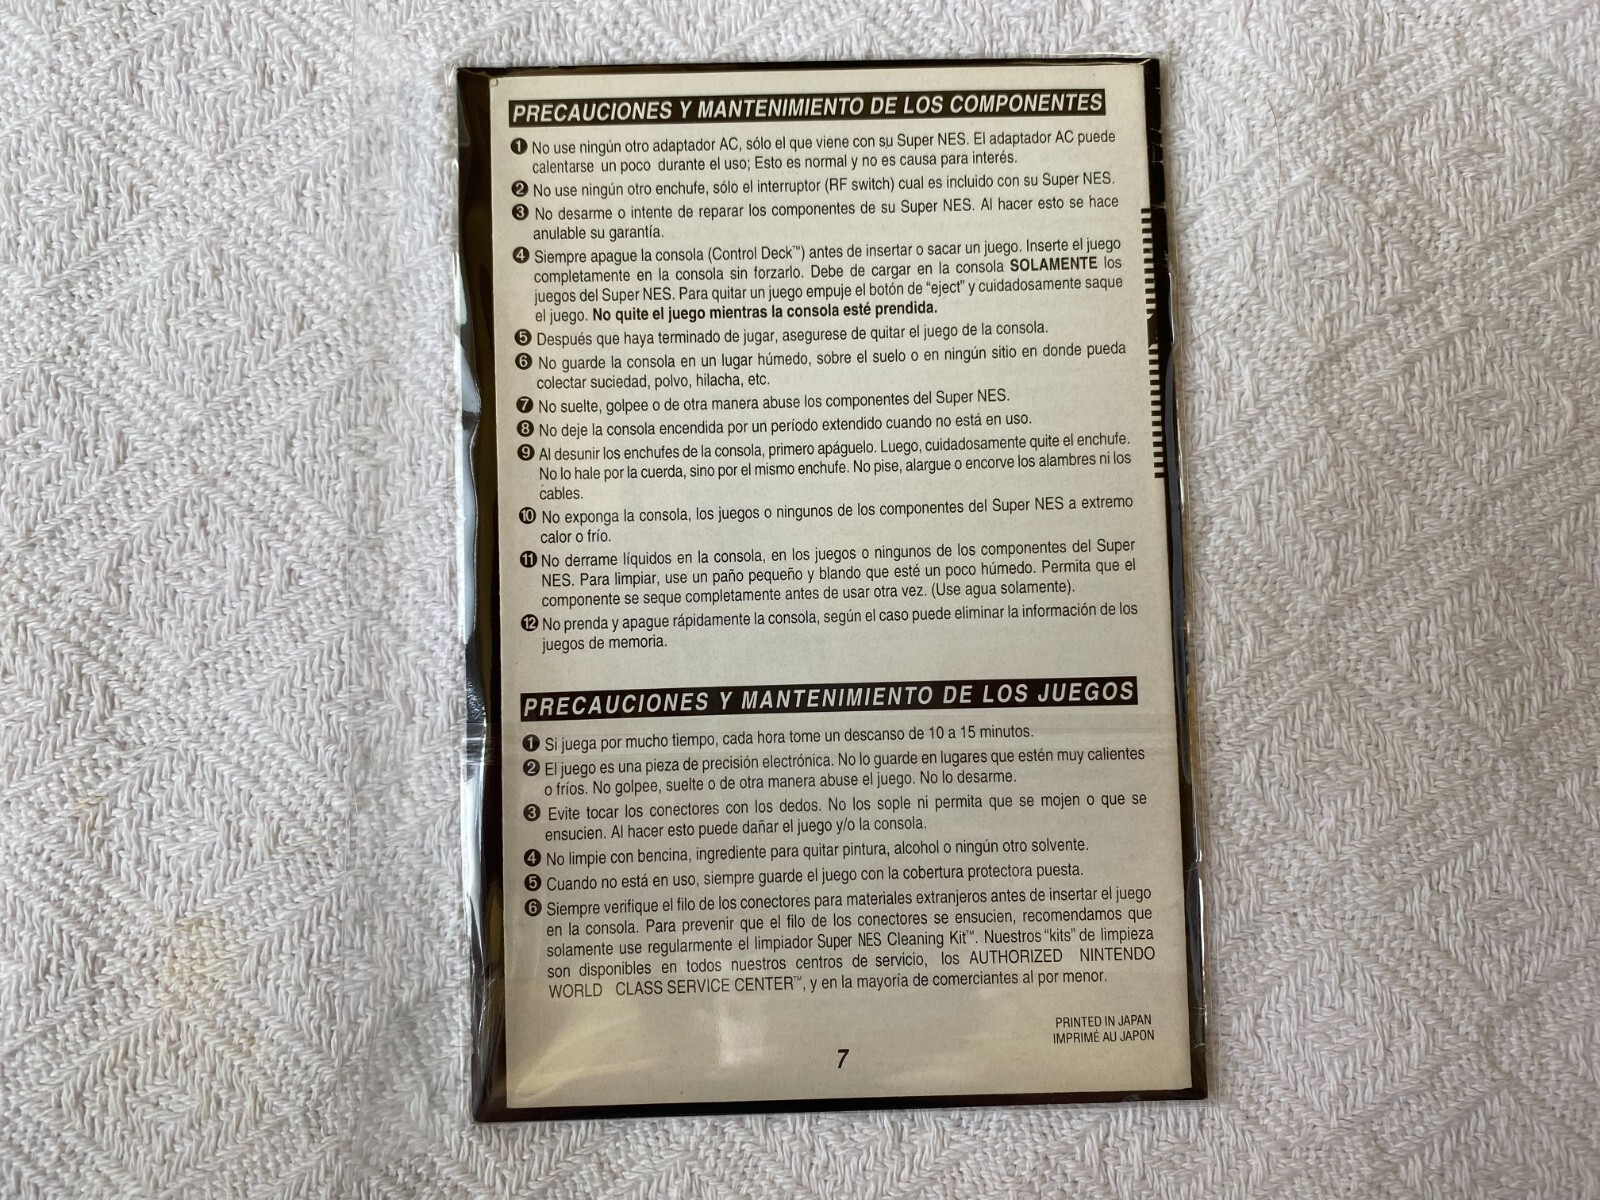 PRECAUCIONES Y MANTENIMIENTO DE LOS COMPONENTES
1 No use ningún otro adaptador AC, sólo el que viene con su Super NES. El adaptador AC puede
calentarse un poco durante el uso; Esto es normal y no es causa para interés.
2 No use ningún otro enchufe, sólo el interruptor (RF switch) cual es incluido con su Super NES.
3 No desarme o intente de reparar los componentes de su Super NES. Al hacer esto se hace
anulable su garantía.
4 Siempre apague la consola (Control Deck™) antes de insertar o sacar un juego. Inserte el juego
completamente en la consola sin forzarlo. Debe de cargar en la consola SOLAMENTE los
juegos del Super NES. Para quitar un juego empuje el botón de “eject” y cuidadosamente saque
el juego. No quite el juego mientras la consola esté prendida.
5 Después que haya terminado de jugar, asegurese de quitar el juego de la consola.
6 No guarde la consola en un lugar húmedo, sobre el suelo o en ningún sitio en donde pueda
colectar suciedad, polvo, hilacha, etc.
7 No suelte, golpee o de otra manera abuse los componentes del Super NES.
8 No deje la consola encendida por un período extendido cuando no está en uso.
9 Al desunir los enchufes de la consola, primero apáguelo. Luego, cuidadosamente quite el enchufe.
No lo hale por la cuerda, sino por el mismo enchufe. No pise, alargue o encorve los alambres ni los
cables.
10 No exponga la consola, los juegos o ningunos de los componentes del Super NES a extremo
calor o frío.
11 No derrame líquidos en la consola, en los juegos o ningunos de los componentes del Super
NES. Para limpiar, use un paño pequeño y blando que esté un poco húmedo. Permita que el
componente se seque completamente antes de usar otra vez. (Use agua solamente).
12 No prenda y apague rápidamente la consola, según el caso puede eliminar la información de los
juegos de memoria.
PRECAUCIONES Y MANTENIMIENTO DE LOS JUEGOS
1 Si juega por mucho tiempo, cada hora tome un descanso de 10 a 15 minutos.
2 El juego es una pieza de precisión electrónica. No lo guarde en lugares que estén muy calientes
o fríos. No golpee, suelte o de otra manera abuse el juego. No lo desarme.
3 Evite tocar los conectores con los dedos. No los sople ni permita que se mojen o que se
ensucien. Al hacer esto puede dañar el juego y/o la consola.
4 No limpie con bencina, ingrediente para quitar pintura, alcohol o ningún otro solvente.
5 Cuando no está en uso, siempre guarde el juego con la cobertura protectora puesta.
6 Siempre verifique el filo de los conectores para materiales extranjeros antes de insertar el juego
en la consola. Para prevenir que el filo de los conectores se ensucien, recomendamos que
solamente use regularmente el limpiador Super NES Cleaning Kit™. Nuestros “kits” de limpieza
son disponibles en todos nuestros centros de servicio, los AUTHORIZED NINTENDO
WORLD CLASS SERVICE CENTER™, y en la mayoría de comerciantes al por menor.
PRINTED IN JAPAN
IMPRIMÉ AU JAPON
7